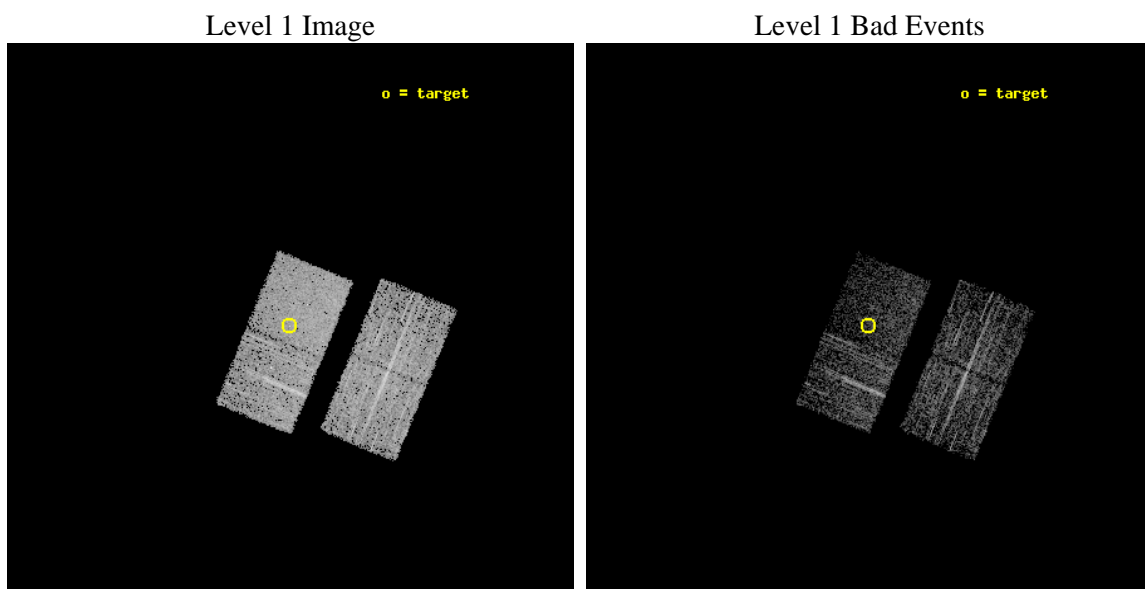 Level 1 Image
Level 1 Bad Events
o = target
o = target